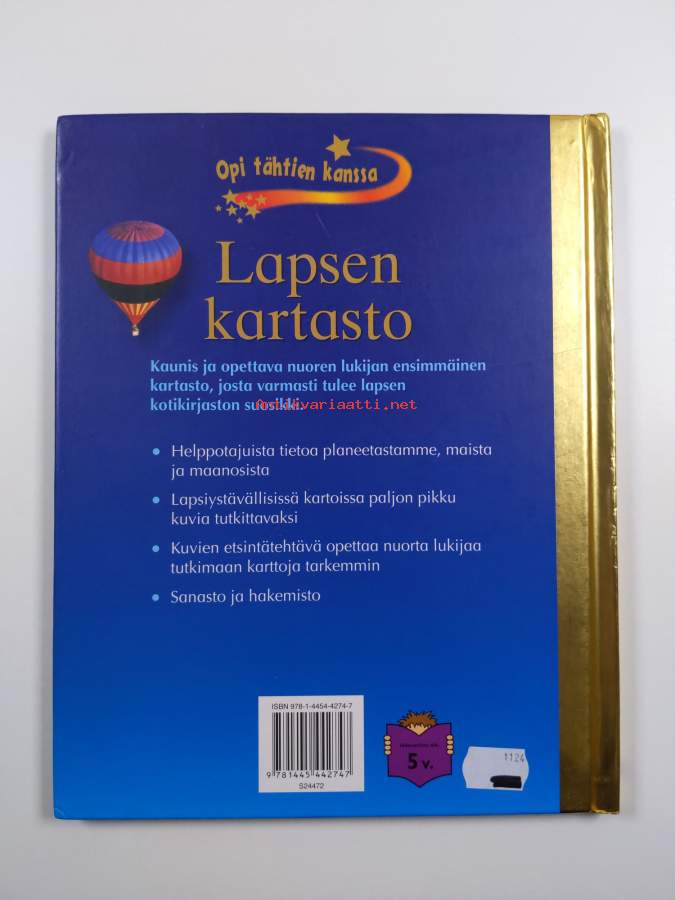 Opi tähtien kanssa
Lapsen
kartasto
Kaunis ja opettava nuoren lukijan ensimmäinen
kartasto, josta varmasti tulee lapsen
kotikirjaston suosikki.
Antikvariaatti.net
• Helppotajuista tietoa planeetastamme, maista
ja maanosista
• Lapsiystävällisissä kartoissa paljon pikku
kuvia tutkittavaksi
• Kuvien etsintätehtävä opettaa nuorta lukijaa
tutkimaan karttoja tarkemmin
• Sanasto ja hakemisto
ISBN 978-1-4454-4274-7
9 781445 442747
S24472
5 v.
1124